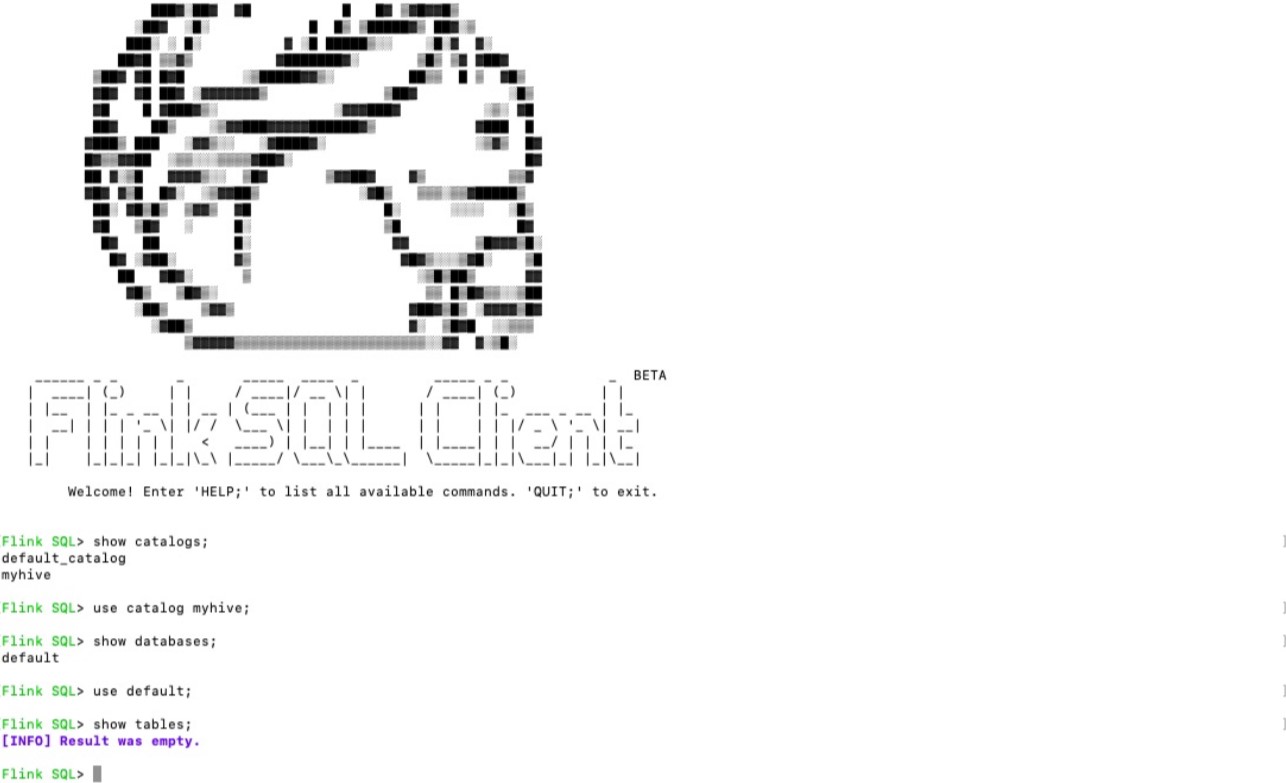 Flink SQL Client BETA
Welcome! Enter 'HELP;' to list all available commands. 'QUIT;' to exit.
Flink SQL> show catalogs;
default_catalog
myhive
Flink SQL> use catalog myhive;
Flink SQL> show databases;
default
Flink SQL> use default;
Flink SQL> show tables;
[INFO] Result was empty.
Flink SQL>